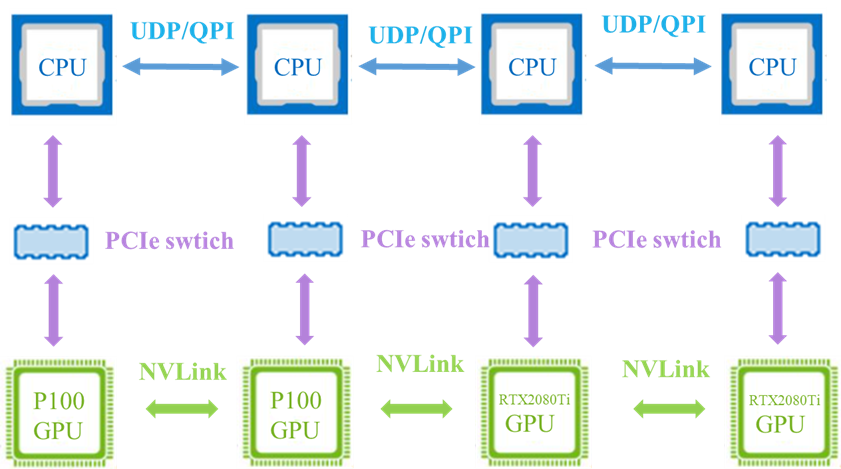 UDP/QPI
UDP/QPI
UDP/QPI
CPU
CPU
CPU
CPU
PCIe swtich
PCIe swtich
PCIe swtich
NVLink
NVLink
NVLink
P100
GPU
P100
GPU
RTX2080Ti
GPU
RTX2080Ti
GPU